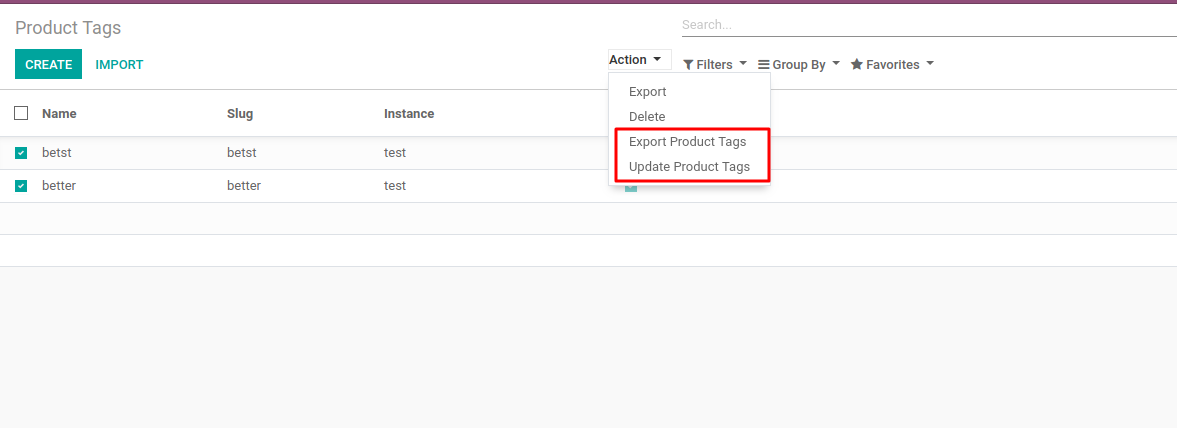 Product Tags
Search...
CREATE IMPORT
Action Filters Group By Favorites
Export
Delete
Export Product Tags
Update Product Tags
Name Slug Instance
betst betst test
better better test